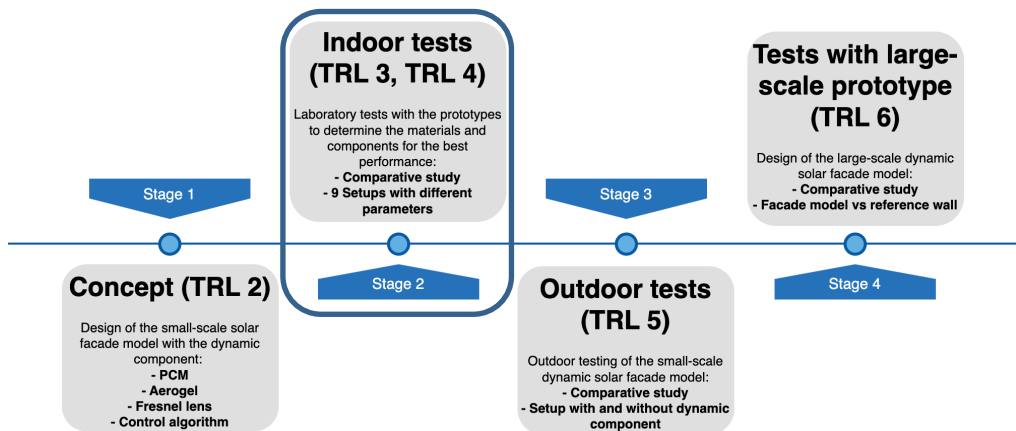 Stage 1
Concept (TRL 2)
Design of the small-scale solar
facade model with the dynamic
component:
- PCM
- Aerogel
- Fresnel lens
- Control algorithm
Indoor tests
(TRL 3, TRL 4)
Laboratory tests with the prototypes
to determine the materials and
components for the best
performance:
- Comparative study
- 9 Setups with different
parameters
Stage 2
Stage 3
Outdoor tests
(TRL 5)
Outdoor testing of the small-scale
dynamic solar facade model:
- Comparative study
- Setup with and without dynamic
component
Tests with large-
scale prototype
(TRL 6)
Design of the large-scale dynamic
solar facade model:
- Comparative study
- Facade model vs reference wall
Stage 4